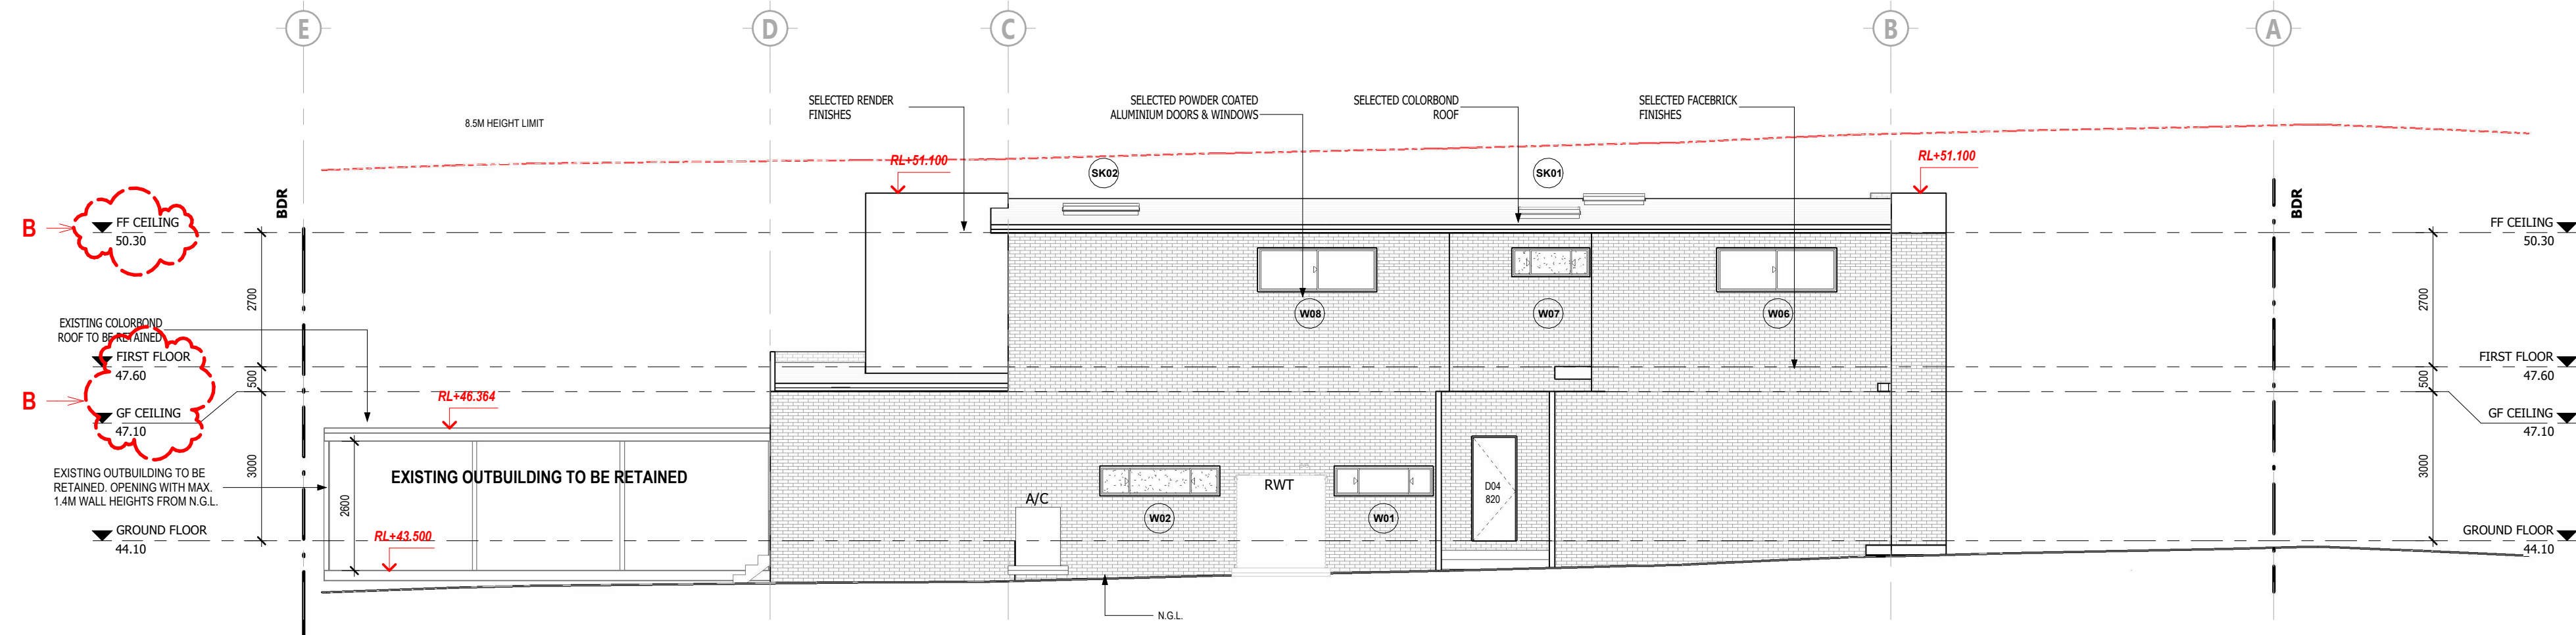 E
D
C
B
A
8.5M HEIGHT LIMIT
SELECTED RENDER
FINISHES
SELECTED POWDER COATED
ALUMINIUM DOORS & WINDOWS
SELECTED COLORBOND
ROOF
SELECTED FACEBRICK
FINISHES
RL+51.100
RL+51.100
SK02
SK01
BDR
BDR
B
FF CEILING
50.30
FF CEILING
50.30
2700
2700
W08
W07
W06
EXISTING COLORBOND
ROOF TO BE RETAINED
FIRST FLOOR
47.60
FIRST FLOOR
47.60
500
500
B
GF CEILING
47.10
GF CEILING
47.10
RL+46.364
EXISTING OUTBUILDING TO BE
RETAINED. OPENING WITH MAX.
1.4M WALL HEIGHTS FROM N.G.L.
3000
3000
2600
EXISTING OUTBUILDING TO BE RETAINED
A/C
RWT
D04
820
W02
W01
RL+43.500
GROUND FLOOR
44.10
GROUND FLOOR
44.10
N.G.L.